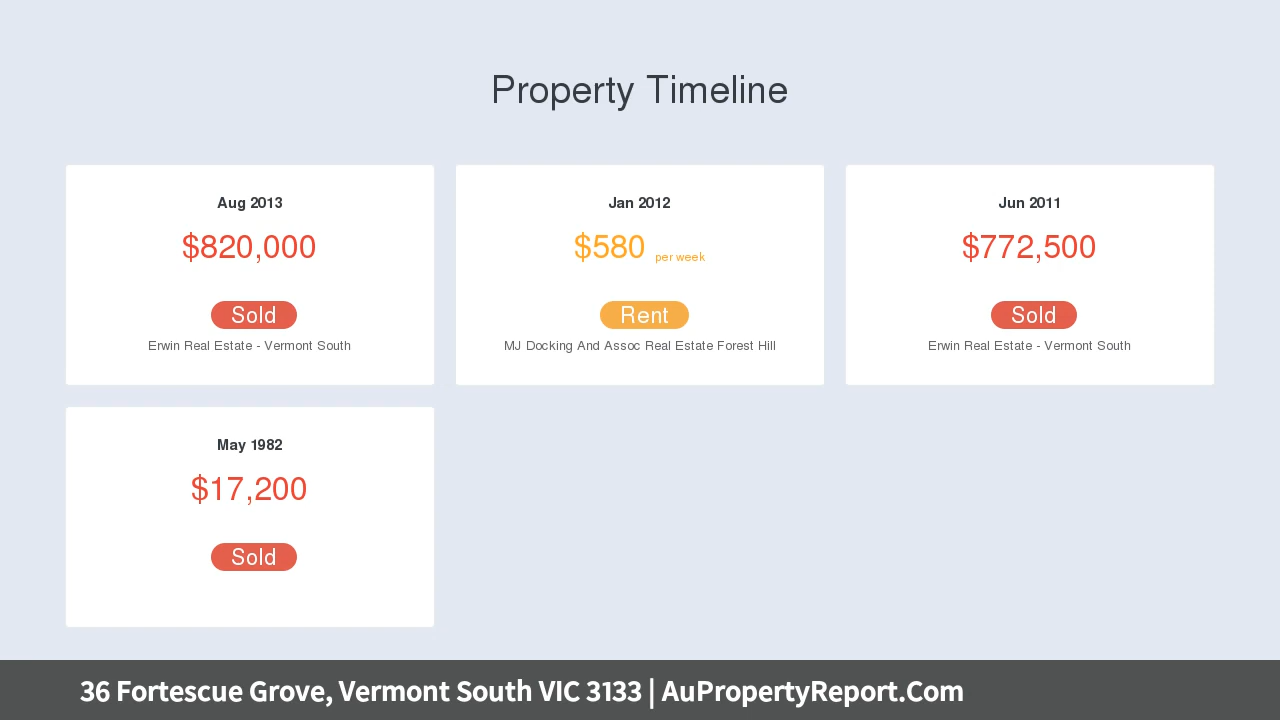 Property Timeline
Aug 2013
$820,000
Sold
Erwin Real Estate - Vermont South
Jan 2012
$580 per week
Rent
MJ Docking And Assoc Real Estate Forest Hill
Jun 2011
$772,500
Sold
Erwin Real Estate - Vermont South
May 1982
$17,200
Sold
36 Fortescue Grove, Vermont South VIC 3133 | AuPropertyReport.Com